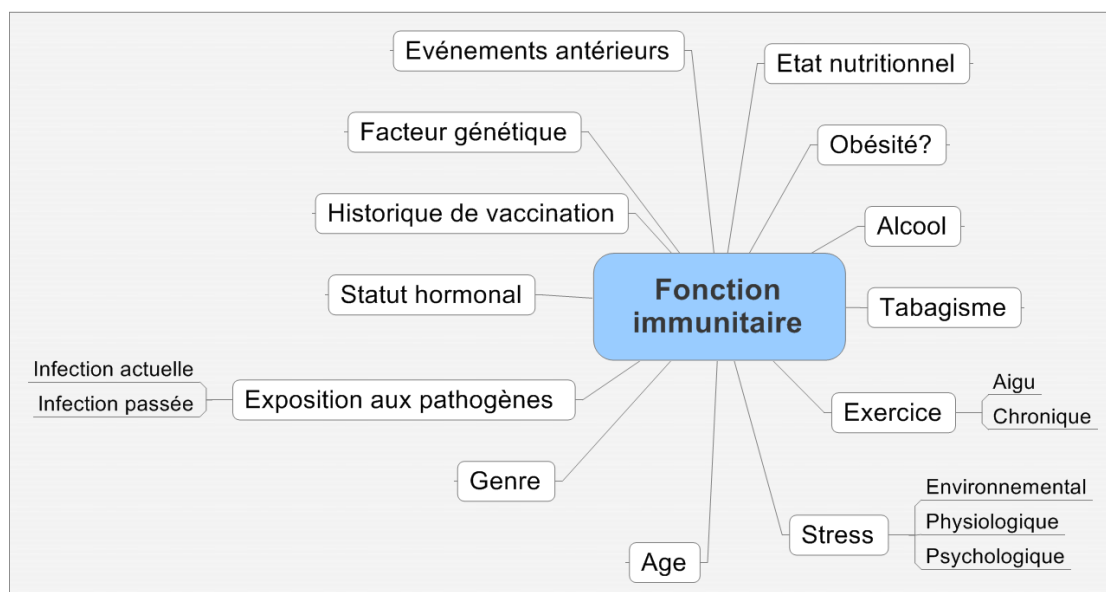 Evénements antérieurs
Etat nutritionnel
Facteur génétique
Obésité?
Historique de vaccination
Alcool
Statut hormonal
Fonction
immunitaire
Tabagisme
Infection actuelle
Infection passée
Exposition aux pathogènes
Exercice
Aigu
Chronique
Genre
Stress
Environnemental
Physiologique
Psychologique
Age